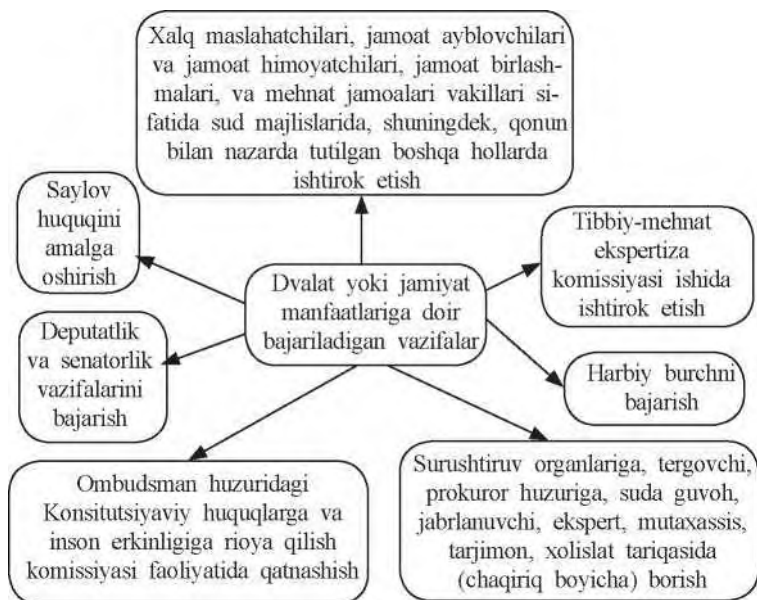 Xalq maslahatchilari, jamoat ayblovchilari
va jamoat himoyatchilari, jamoat birlash-
malari, va mehnat jamoalari vakillari si-
fatida sud majlislarida, shuningdek, qonun
bilan nazarda tutilgan boshqa hollarda
ishtirok etish
Saylov
huquqini
amalga
oshirish
Tibbiy-mehnat
ekspertiza
komissiyasi ishida
ishtirok etish
Dvalat yoki jamiyat
manfaatlariga doir
bajariladigan vazifalar
Deputatlik
va senatorlik
vazifalarini
bajarish
Harbiy burchni
bajarish
Ombudsman huzuridagi
Konsitutsiyaviy huquqlarga va
inson erkinligiga rioya qilish
komissiyasi faoliyatida qatnashish
Surushtiruv organlariga, tergovchi,
prokuror huzuriga, suda guvoh,
jabrlanuvchi, ekspert, mutaxassis,
tarjimon, xolislat tariqasida
(chaqiriq boyicha) borish